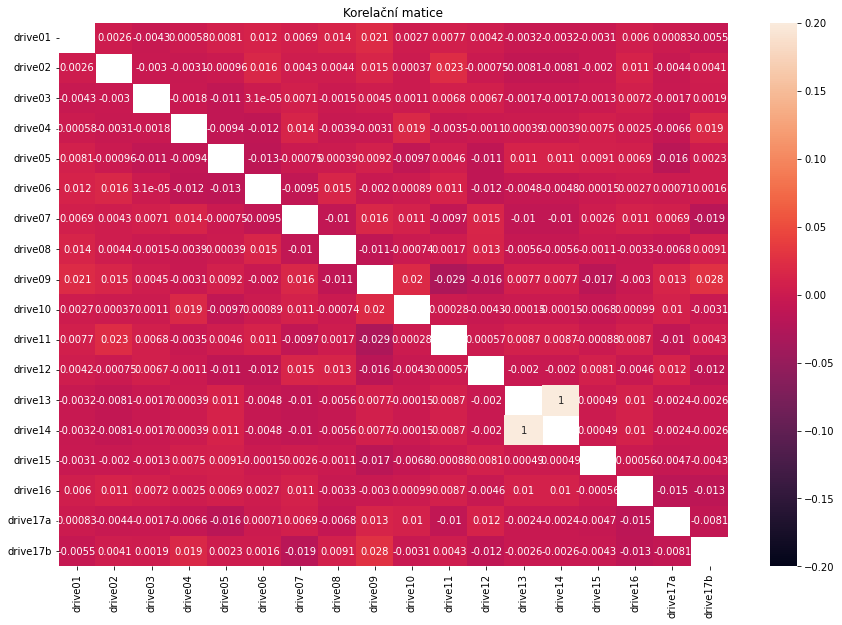 Korelační matice
drive01 0.0026 -0.0043 0.00058 0.0081 0.012 0.0069 0.014 0.021 0.0027 0.0077 0.0042 -0.0032 -0.0032 -0.0031 0.006 0.00083 -0.0055
drive02 0.0026 -0.003 -0.0031 -0.00096 0.016 0.0043 0.0044 0.015 0.00037 0.023 -0.00075 -0.0081 -0.0081 -0.002 0.011 -0.0044 0.0041
drive03 -0.0043 -0.003 -0.0018 -0.011 3.1e-05 0.0071 -0.0015 0.0045 0.0011 0.0068 0.0067 -0.0017 -0.0017 -0.0013 0.0072 -0.0017 0.0019
drive04 0.00058 -0.0031 -0.0018 -0.0094 -0.012 0.014 -0.0039 -0.0031 0.019 -0.0035 -0.0011 0.00039 0.00039 0.0075 0.0025 -0.0066 0.019
drive05 0.0081 -0.00096 -0.011 -0.0094 -0.013 -0.00075 0.00039 0.0092 -0.0097 0.0046 -0.011 0.011 0.011 0.0091 0.0069 -0.016 0.0023
drive06 0.012 0.016 3.1e-05 -0.012 -0.013 -0.0095 0.015 -0.002 0.00089 0.011 -0.012 -0.0048 -0.0048 -0.00015 0.0027 0.00071 0.0016
drive07 0.0069 0.0043 0.0071 0.014 -0.00075 -0.0095 -0.01 0.016 0.011 -0.0097 0.015 -0.01 -0.01 0.0026 0.011 0.0069 -0.019
drive08 0.014 0.0044 -0.0015 -0.0039 0.00039 0.015 -0.01 -0.011 -0.00074 0.0017 0.013 -0.0056 -0.0056 -0.0011 -0.0033 -0.0068 0.0091
drive09 0.021 0.015 0.0045 -0.0031 0.0092 -0.002 0.016 -0.011 0.02 -0.029 -0.016 0.0077 0.0077 -0.017 -0.003 0.013 0.028
drive10 0.0027 0.00037 0.0011 0.019 -0.0097 0.00089 0.011 -0.00074 0.02 0.00028 -0.0043 -0.00015 -0.00015 -0.0068 0.00099 0.01 -0.0031
drive11 0.0077 0.023 0.0068 -0.0035 0.0046 0.011 -0.0097 0.0017 -0.029 0.00028 0.00057 0.0087 0.0087 -0.00088 0.0087 -0.01 0.0043
drive12 0.0042 -0.00075 0.0067 -0.0011 -0.011 -0.012 0.015 0.013 -0.016 -0.0043 0.00057 -0.002 -0.002 0.0081 -0.0046 0.012 -0.012
drive13 -0.0032 -0.0081 -0.0017 0.00039 0.011 -0.0048 -0.01 -0.0056 0.0077 -0.00015 0.0087 -0.002 1 0.00049 0.01 -0.0024 -0.0026
drive14 -0.0032 -0.0081 -0.0017 0.00039 0.011 -0.0048 -0.01 -0.0056 0.0077 -0.00015 0.0087 -0.002 1 0.00049 0.01 -0.0024 -0.0026
drive15 -0.0031 -0.002 -0.0013 0.0075 0.0091 -0.00015 0.0026 -0.0011 -0.017 -0.0068 -0.00088 0.0081 0.00049 0.00049 -0.00056 -0.0047 -0.0043
drive16 0.006 0.011 0.0072 0.0025 0.0069 0.0027 0.011 -0.0033 -0.003 0.00099 0.0087 -0.0046 0.01 0.01 -0.00056 -0.015 -0.013
drive17a 0.00083 -0.0044 -0.0017 -0.0066 -0.016 0.00071 0.0069 -0.0068 0.013 0.01 -0.01 0.012 -0.0024 -0.0024 -0.0047 -0.015 -0.0081
drive17b -0.0055 0.0041 0.0019 0.019 0.0023 0.0016 -0.019 0.0091 0.028 -0.0031 0.0043 -0.012 -0.0026 -0.0026 -0.0043 -0.013 -0.0081
drive01 drive02 drive03 drive04 drive05 drive06 drive07 drive08 drive09 drive10 drive11 drive12 drive13 drive14 drive15 drive16 drive17a drive17b
0.20
0.15
0.10
0.05
0.00
−0.05
−0.10
−0.15
−0.20